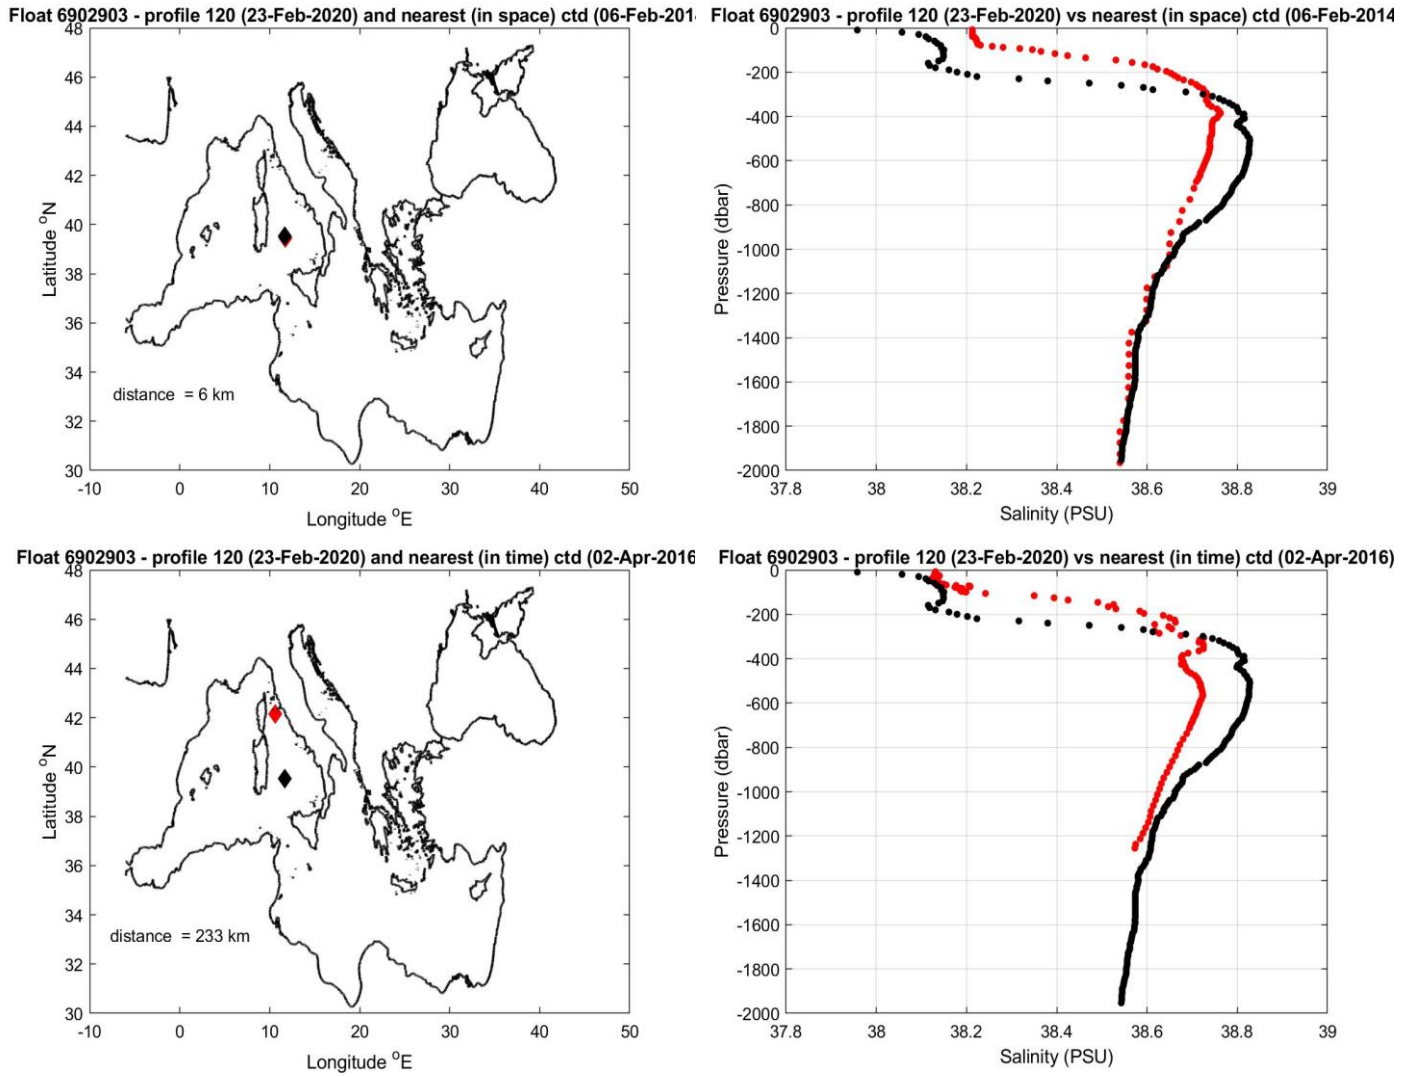 Float 6902903 - profile 120 (23-Feb-2020) and nearest (in space) ctd (06-Feb-201
48
46
44
42
40
38
36
34
32
30
Latitude °N
distance = 6 km
-10 0 10 20 30 40 50
Longitude °E
Float 6902903 - profile 120 (23-Feb-2020) vs nearest (in space) ctd (06-Feb-2014
0
-200
-400
-600
-800
-1000
-1200
-1400
-1600
-1800
-2000
Pressure (dbar)
37.8 38 38.2 38.4 38.6 38.8 39
Salinity (PSU)
Float 6902903 - profile 120 (23-Feb-2020) and nearest (in time) ctd (02-Apr-2016
48
46
44
42
40
38
36
34
32
30
Latitude °N
distance = 233 km
-10 0 10 20 30 40 50
Longitude °E
Float 6902903 - profile 120 (23-Feb-2020) vs nearest (in time) ctd (02-Apr-2016)
0
-200
-400
-600
-800
-1000
-1200
-1400
-1600
-1800
-2000
Pressure (dbar)
37.8 38 38.2 38.4 38.6 38.8 39
Salinity (PSU)